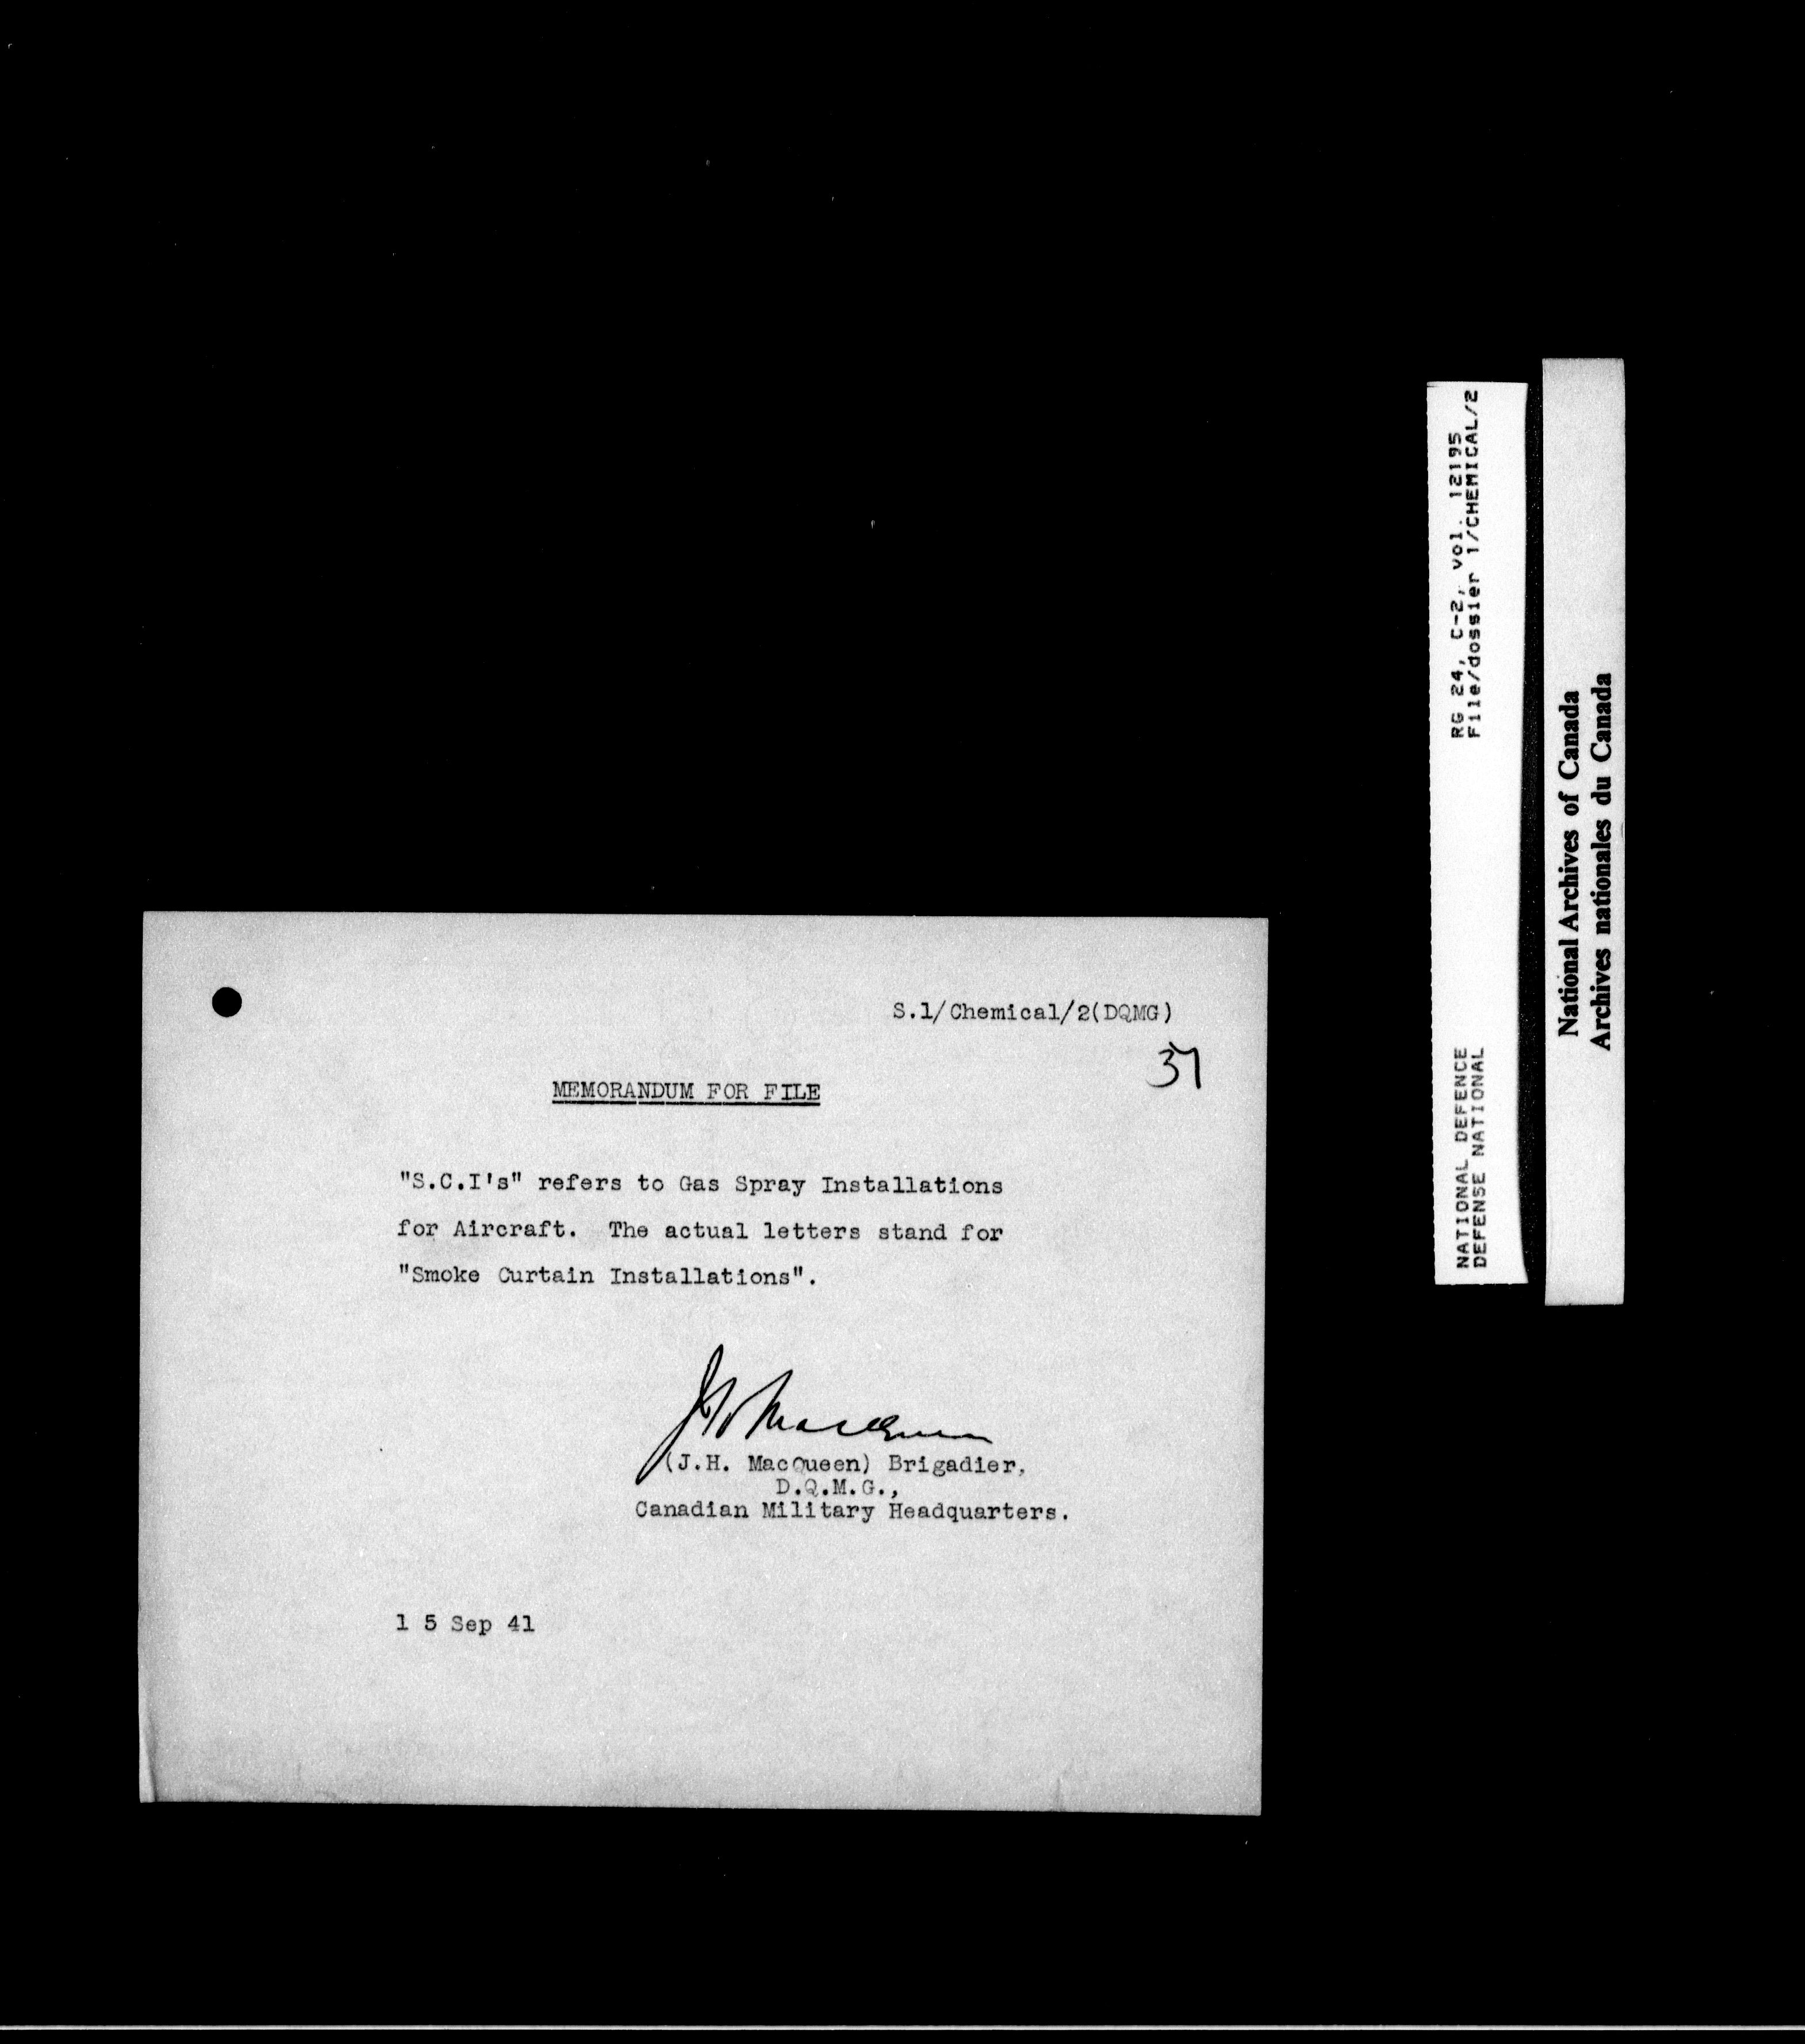 S.1/Chemical/2(DQMG)
37
MEMORANDUM FOR FILE
"S.C.I's" refers to Gas Spray Installations
for Aircraft. The actual letters stand for
"Smoke Curtain Installations".
J H MacQueen
(J.H. MacQueen) Brigadier,
D.Q.M.G.,
Canadian Military Headquarters.
1 5 Sep 41
NATIONAL DEFENCE RG 24, C-2, vol. 12195
DEFENSE NATIONAL File/dossier 1/CHEMICAL/2
National Archives of Canada
Archives nationales du Canada